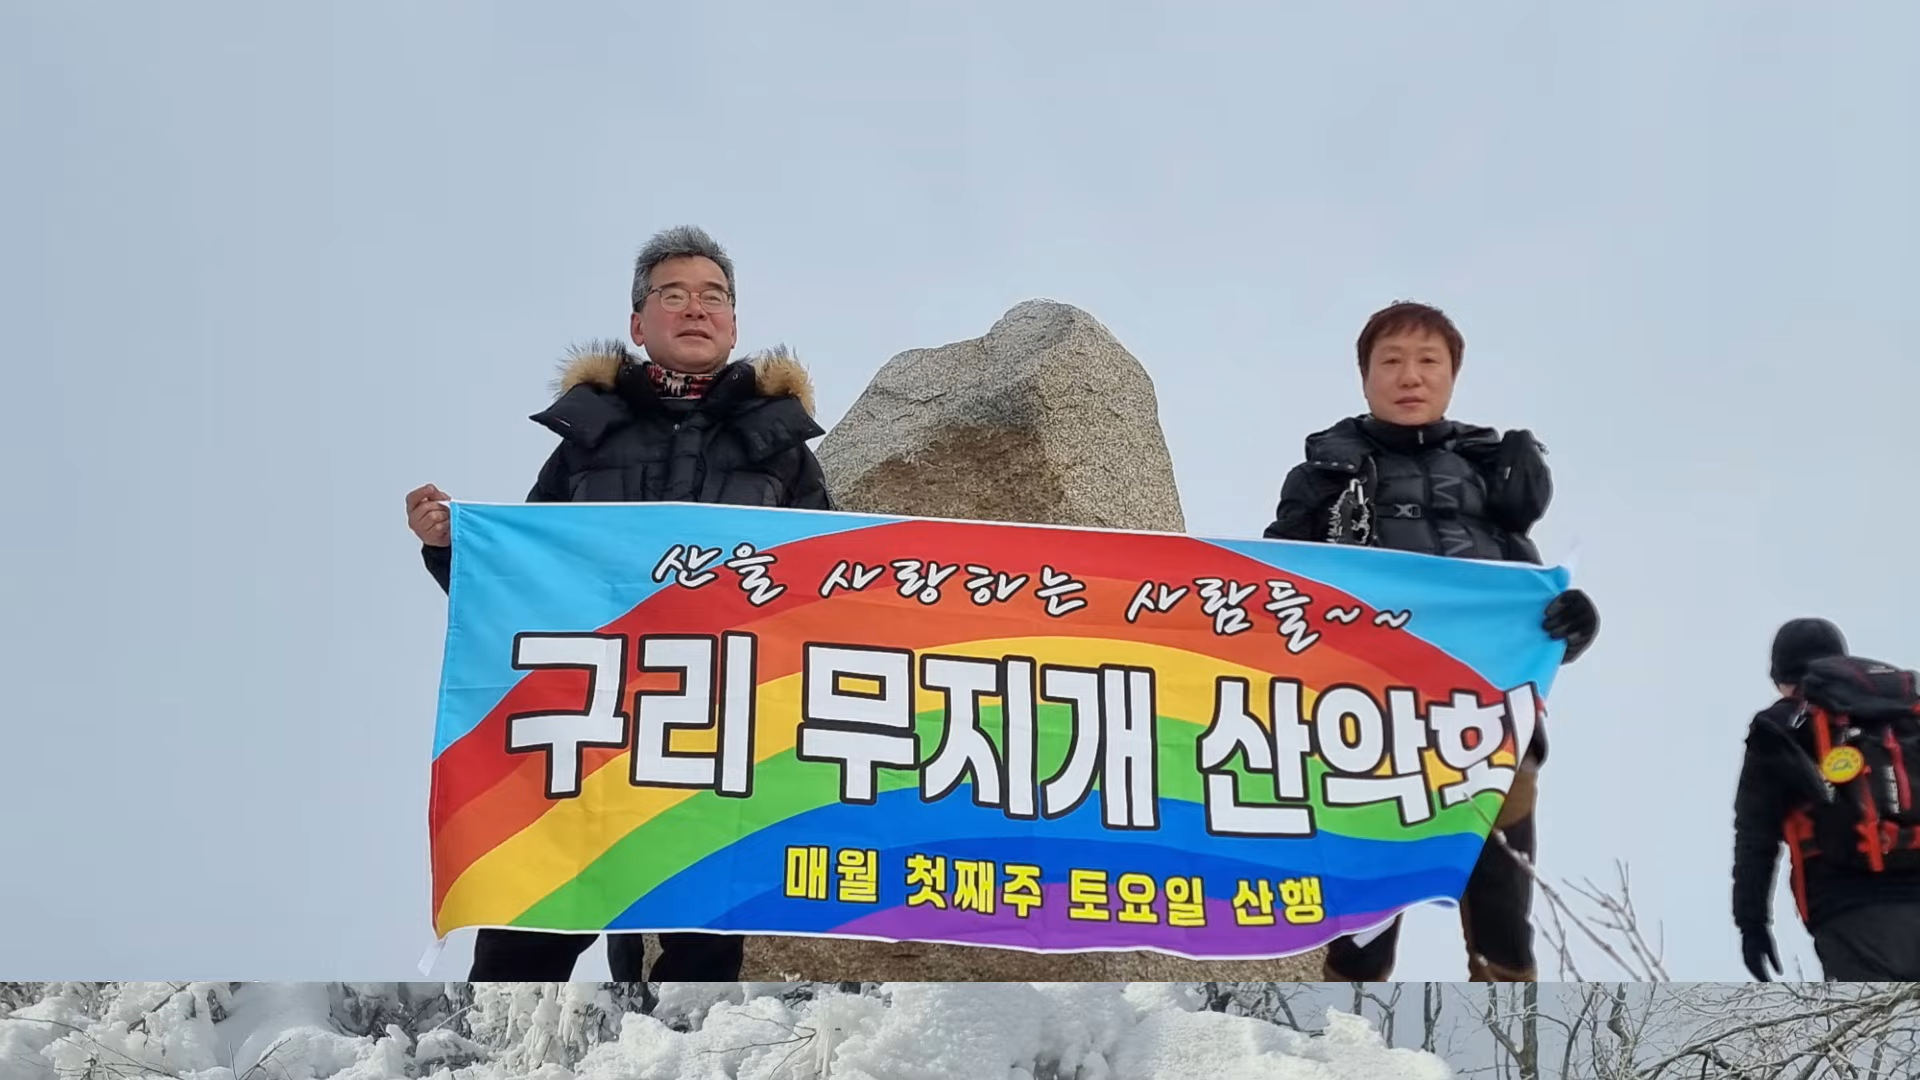 산을 사랑하는 사람들~~
구리 무지개 산악회
매월 첫째주 토요일 산행